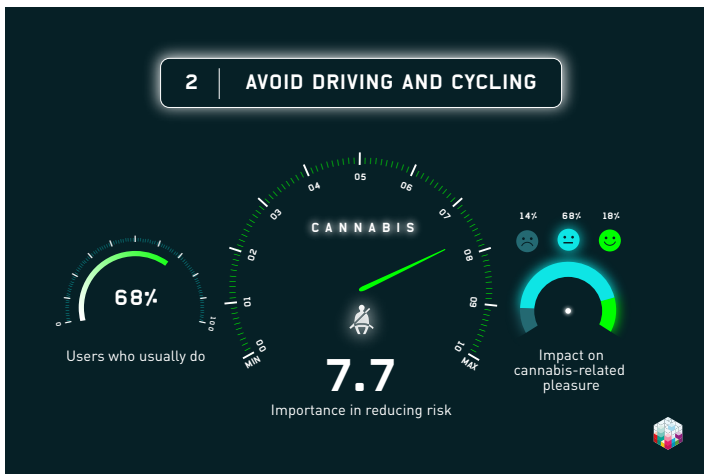 2 AVOID DRIVING AND CYCLING
05
04 06
03 07
CANNABIS
02 08
01 09
00 10
MIN MAX
68%
0 100
Users who usually do
7.7
Importance in reducing risk
14% 68% 18%
Impact on
cannabis-related
pleasure